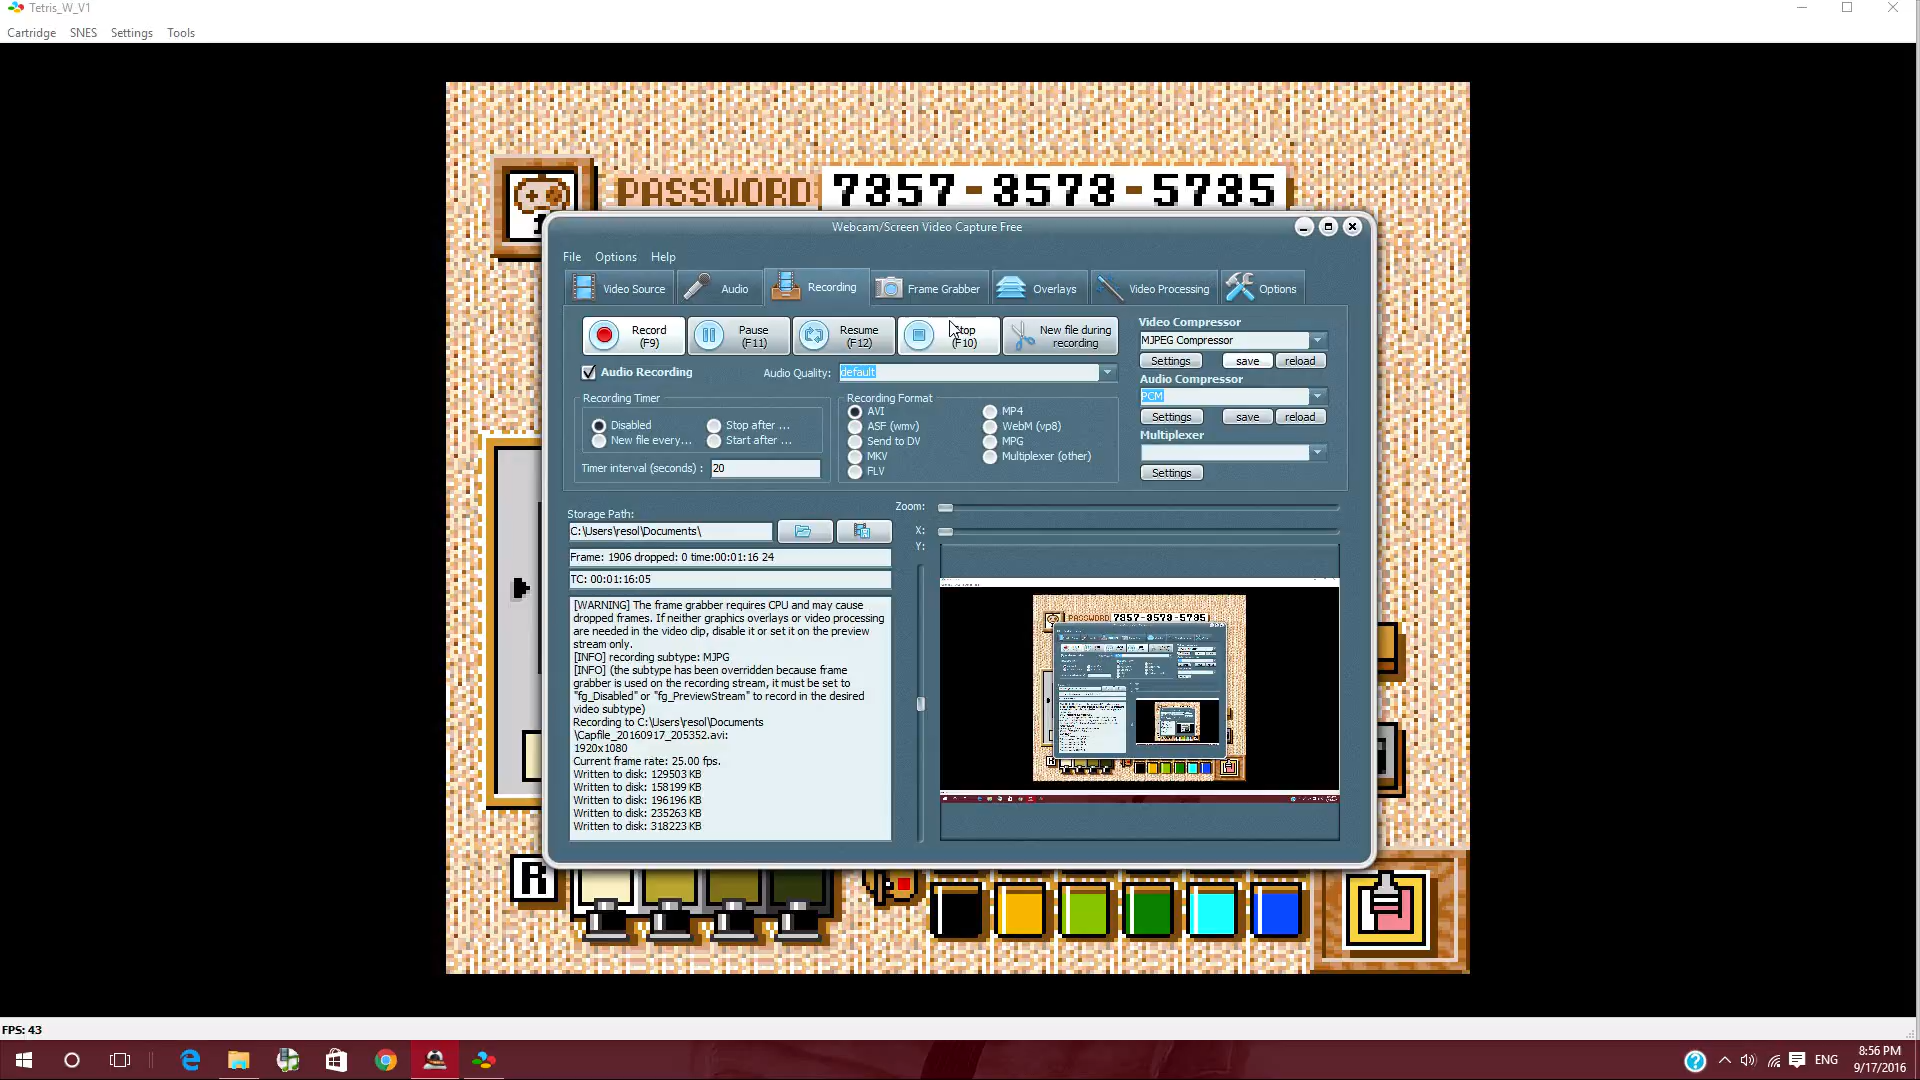 Tetris_W_V1
Cartridge SNES Settings Tools
PASSWORD 7357-3573-5735
Webcam/Screen Video Capture Free
File Options Help
Video Source Audio Recording Frame Grabber Overlays Video Processing Options
Record (F9)
Pause (F11)
Resume (F12)
Stop (F10)
New file during recording
Audio Recording
Audio Quality: default
Recording Timer
Disabled
Stop after ...
New file every...
Start after ...
Timer interval (seconds) : 20
Recording Format
AVI
MP4
ASF (wmv)
WebM (vp8)
Send to DV
MPG
MKV
Multiplexer (other)
FLV
Video Compressor
MJPEG Compressor
Settings save reload
Audio Compressor
PCM
Settings save reload
Multiplexer
Settings
Storage Path:
C:\Users\resol\Documents\
Frame: 1906 dropped: 0 time:00:01:16 24
TC: 00:01:16:05
[WARNING] The frame grabber requires CPU and may cause
dropped frames. If neither graphics overlays or video processing
are needed in the video clip, disable it or set it on the preview
stream only.
[INFO] recording subtype: MJPG
[INFO] (the subtype has been overridden because frame
grabber is used on the recording stream, it must be set to
"fg_Disabled" or "fg_PreviewStream" to record in the desired
video subtype)
Recording to C:\Users\resol\Documents
\Capfile_20160917_205352.avi:
1920x1080
Current frame rate: 25.00 fps.
Written to disk: 129503 KB
Written to disk: 158199 KB
Written to disk: 196196 KB
Written to disk: 235263 KB
Written to disk: 318223 KB
Zoom:
X:
Y:
PASSWORD 7357-3573-5735
R
FPS: 43
ENG
8:56 PM
9/17/2016